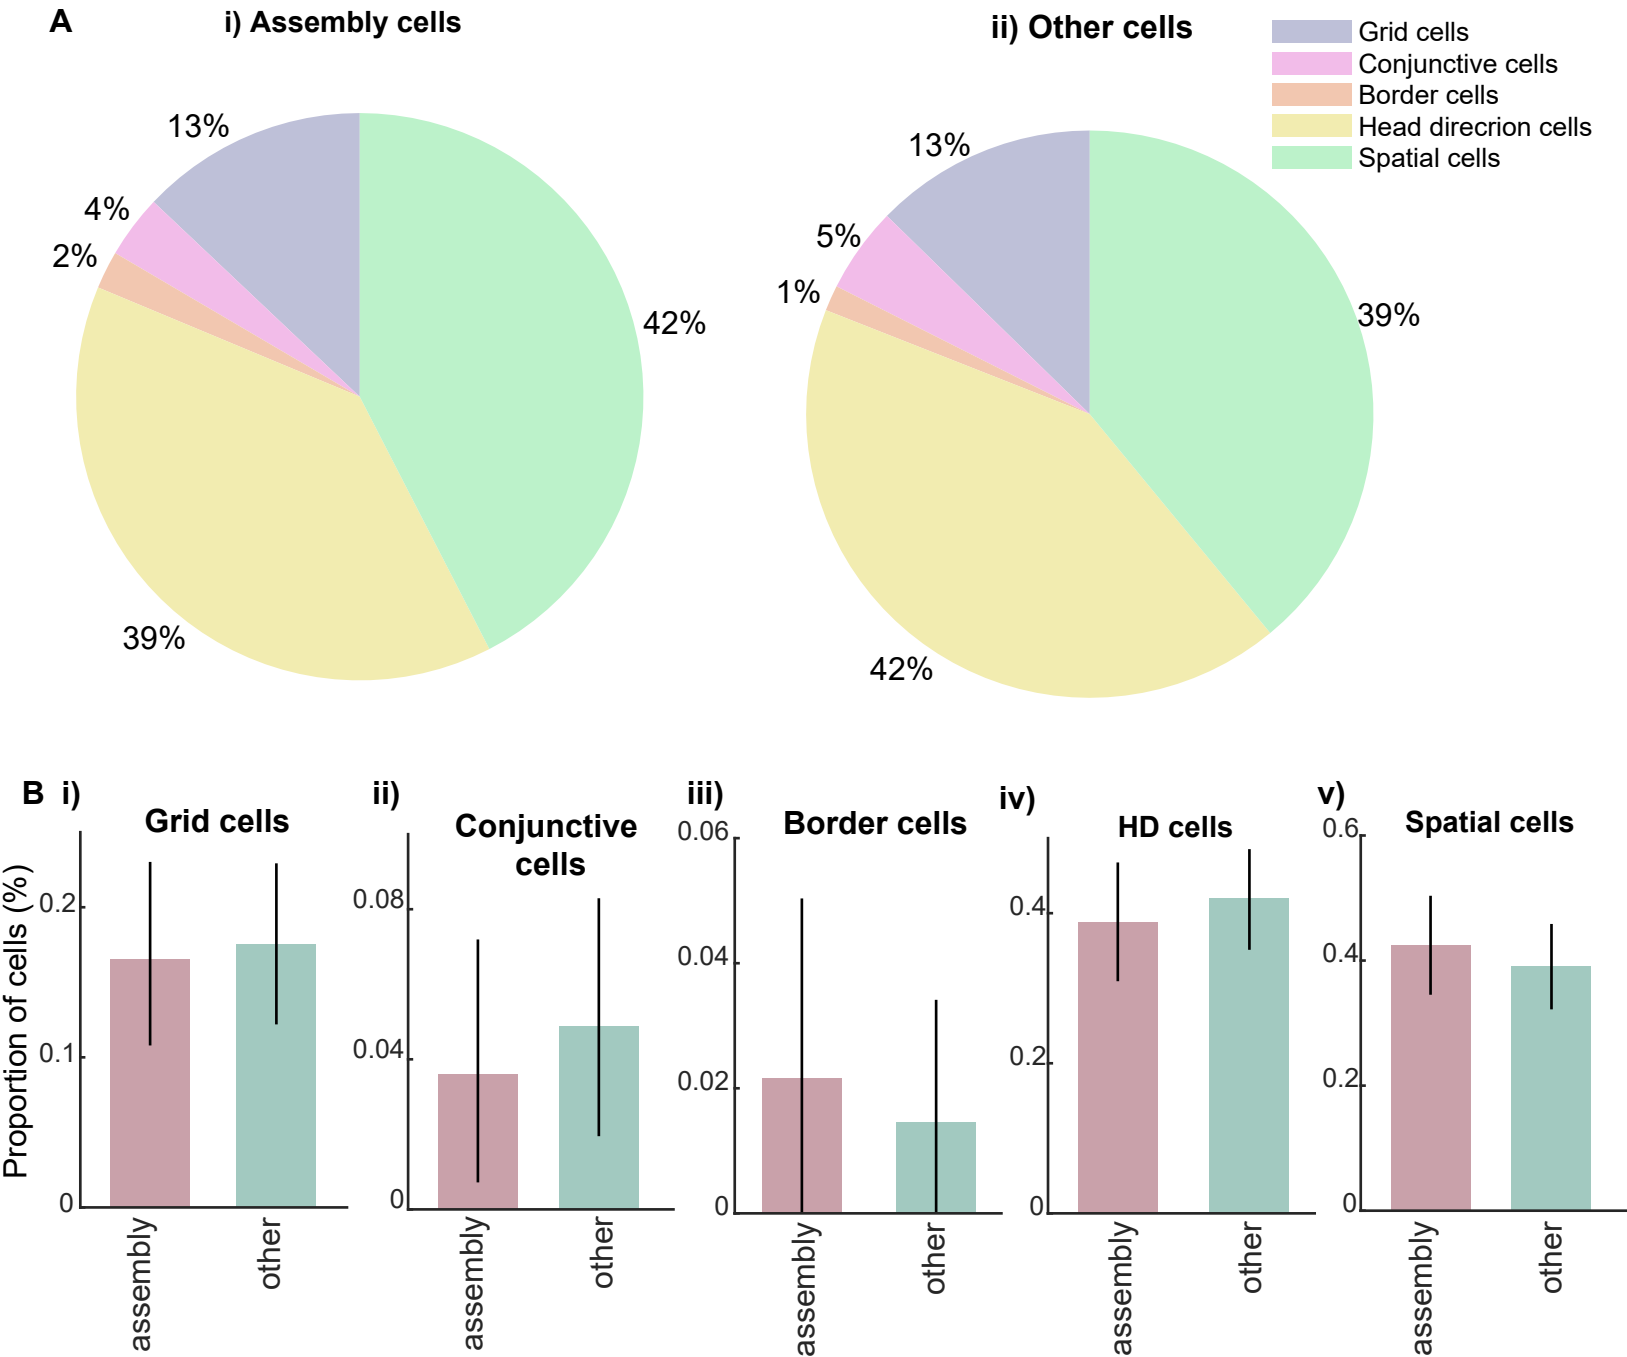 A
i) Assembly cells
ii) Other cells
Grid cells
Conjunctive cells
Border cells
Head direcrion cells
Spatial cells
13%
4%
2%
42%
39%
13%
5%
1%
39%
42%
B i)
Grid cells
Proportion of cells (%)
0.2
0.1
0
assembly
other
ii)
Conjunctive
cells
0.08
0.04
0
assembly
other
iii)
Border cells
0.06
0.04
0.02
0
assembly
other
iv)
HD cells
0.4
0.2
0
assembly
other
v)
Spatial cells
0.6
0.4
0.2
0
assembly
other